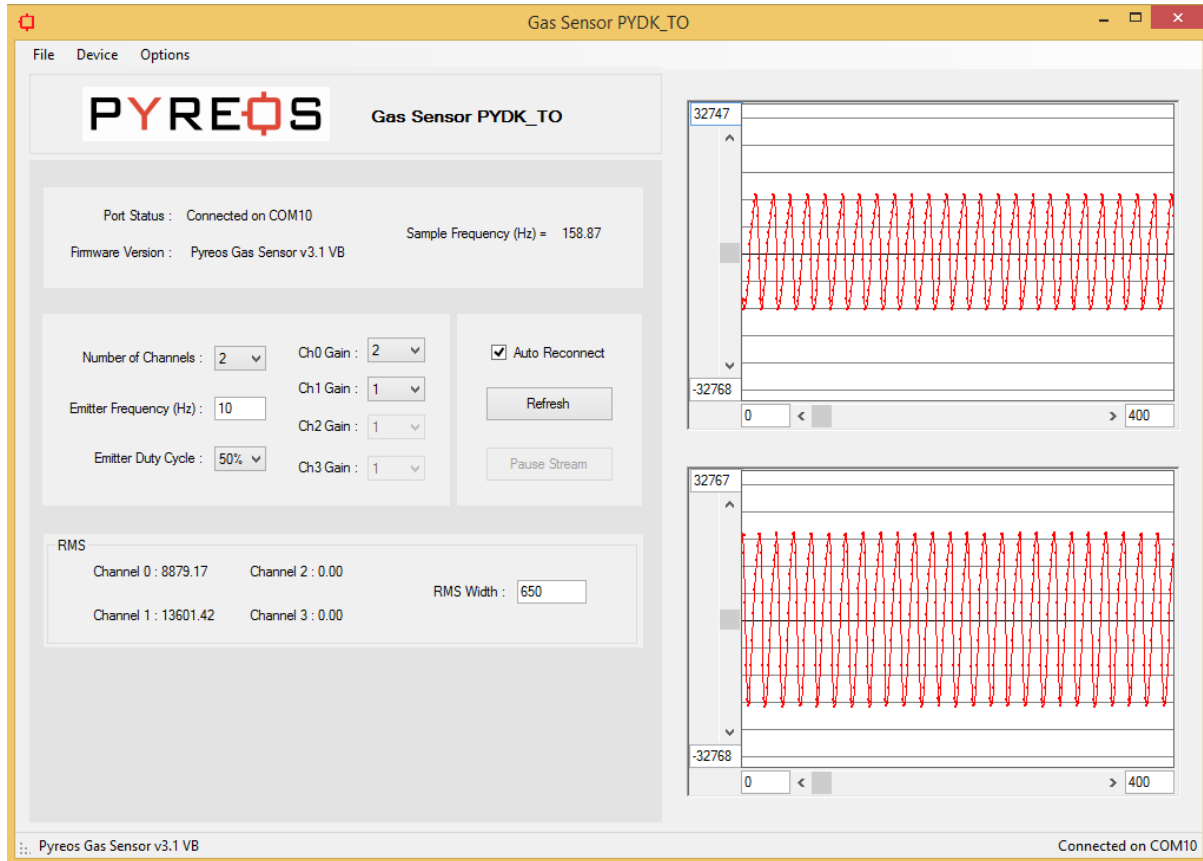 Gas Sensor PYDK_TO
File Device Options
PYREOS
Gas Sensor PYDK_TO
Port Status : Connected on COM10
Firmware Version : Pyreos Gas Sensor v3.1 VB
Sample Frequency (Hz) = 158.87
Number of Channels : 2
Emitter Frequency (Hz) : 10
Emitter Duty Cycle : 50%
Ch0 Gain : 2
Ch1 Gain : 1
Ch2 Gain : 1
Ch3 Gain : 1
Auto Reconnect
Refresh
Pause Stream
RMS
Channel 0 : 8879.17 Channel 2 : 0.00
Channel 1 : 13601.42 Channel 3 : 0.00
RMS Width : 650
32747
-32768
0 400
32767
-32768
0 400
Pyreos Gas Sensor v3.1 VB Connected on COM10